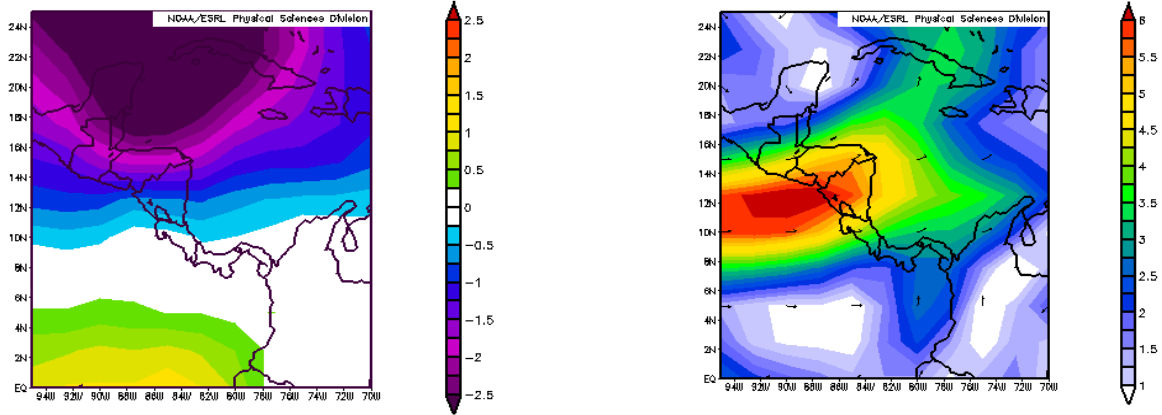 NOAA/ESRL Physical Sciences Division
24N
22N
20N
18N
16N
14N
12N
10N
8N
6N
4N
2N
EQ
94W 92W 90W 88W 86W 84W 82W 80W 78W 76W 74W 72W 70W
2.5
2
1.5
1
0.5
0
−0.5
−1
−1.5
−2
−2.5
NOAA/ESRL Physical Sciences Division
24N
22N
20N
18N
16N
14N
12N
10N
8N
6N
4N
2N
EQ
94W 92W 90W 88W 86W 84W 82W 80W 78W 76W 74W 72W 70W
6
5.5
5
4.5
4
3.5
3
2.5
2
1.5
1